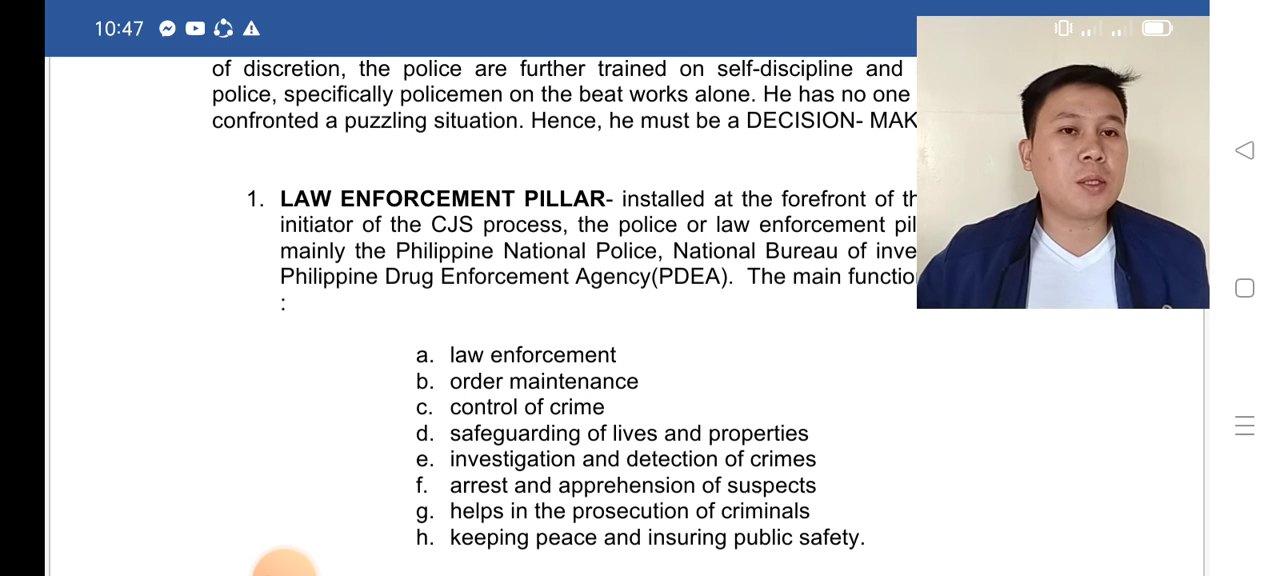 10:47
of discretion, the police are further trained on self-discipline and
police, specifically policemen on the beat works alone. He has no one
confronted a puzzling situation. Hence, he must be a DECISION- MAK
1. LAW ENFORCEMENT PILLAR- installed at the forefront of th
initiator of the CJS process, the police or law enforcement pil
mainly the Philippine National Police, National Bureau of inve
Philippine Drug Enforcement Agency(PDEA). The main functio
:
a. law enforcement
b. order maintenance
c. control of crime
d. safeguarding of lives and properties
e. investigation and detection of crimes
f. arrest and apprehension of suspects
g. helps in the prosecution of criminals
h. keeping peace and insuring public safety.